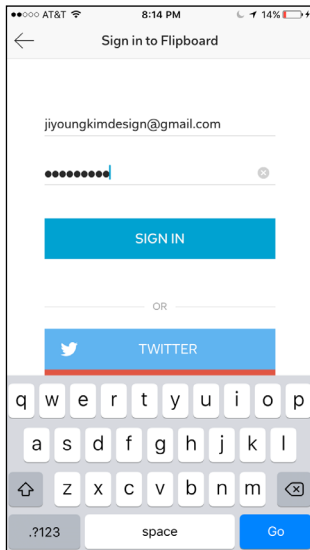 AT&T 8:14 PM 14%
Sign in to Flipboard
jiyoungkimdesign@gmail.com
●●●●●●●●●
SIGN IN
OR
TWITTER
q w e r t y u i o p
a s d f g h j k l
z x c v b n m
.?123 space Go